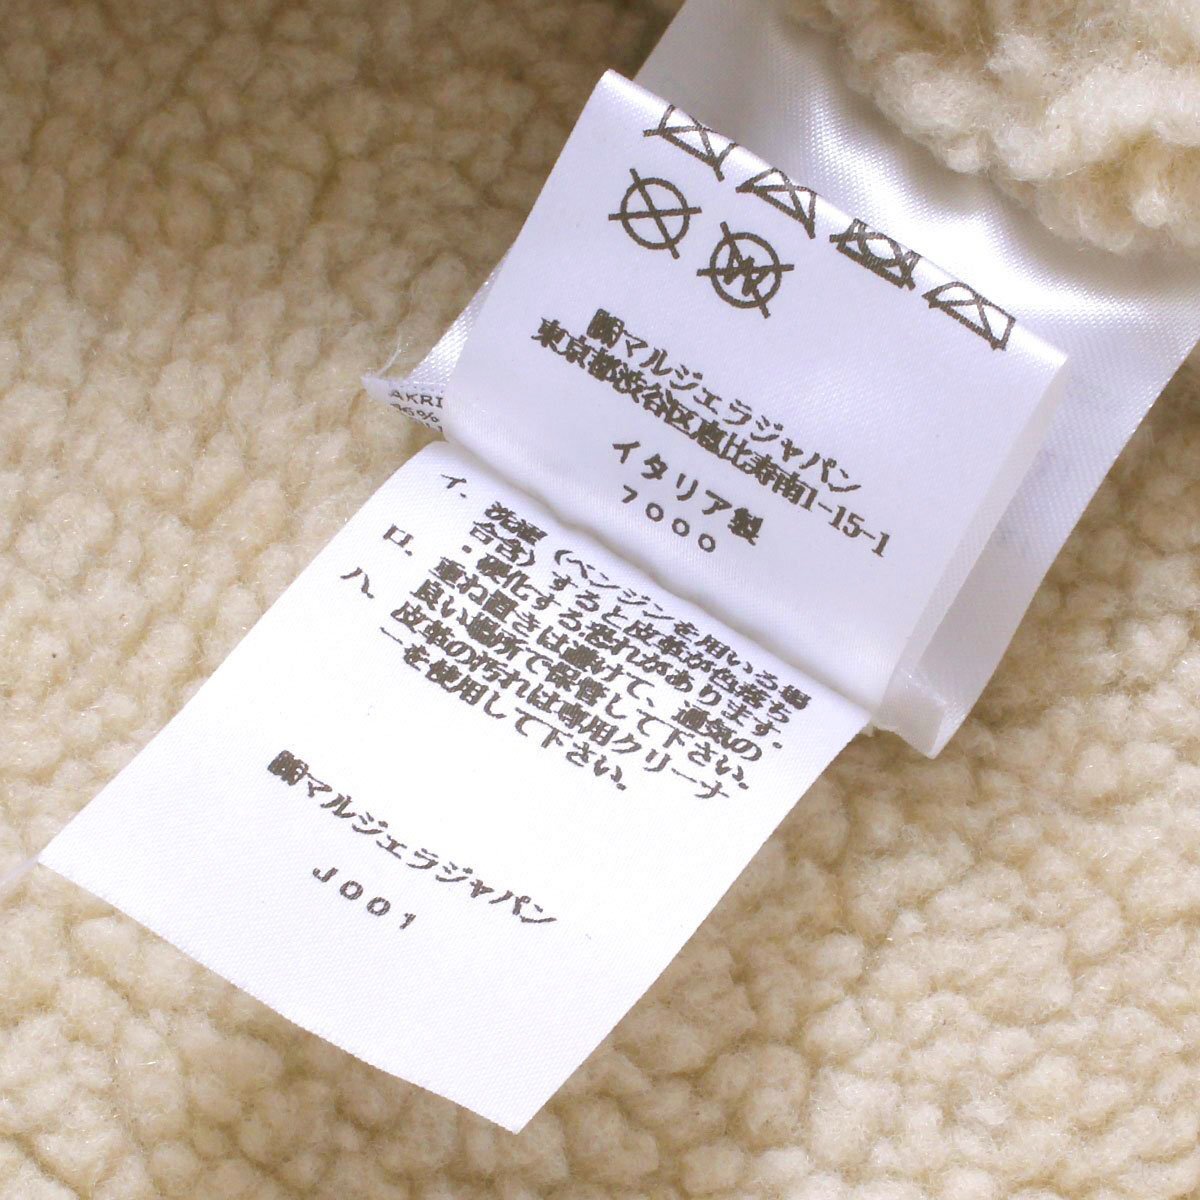 ㈱マルジェラジャパン
東京都渋谷区恵比寿南1-15-1
イタリア製
7000
AKRI
イ. 洗濯（ベンジンを用いる場
合含）すると皮革が色落ち
・硬化する恐れがあります。
ロ. 重ね置きは避けて、通気の
良い場所で保管して下さい。
ハ. 皮革の汚れは専用クリーナ
ーを使用して下さい。
㈱マルジェラジャパン
J001